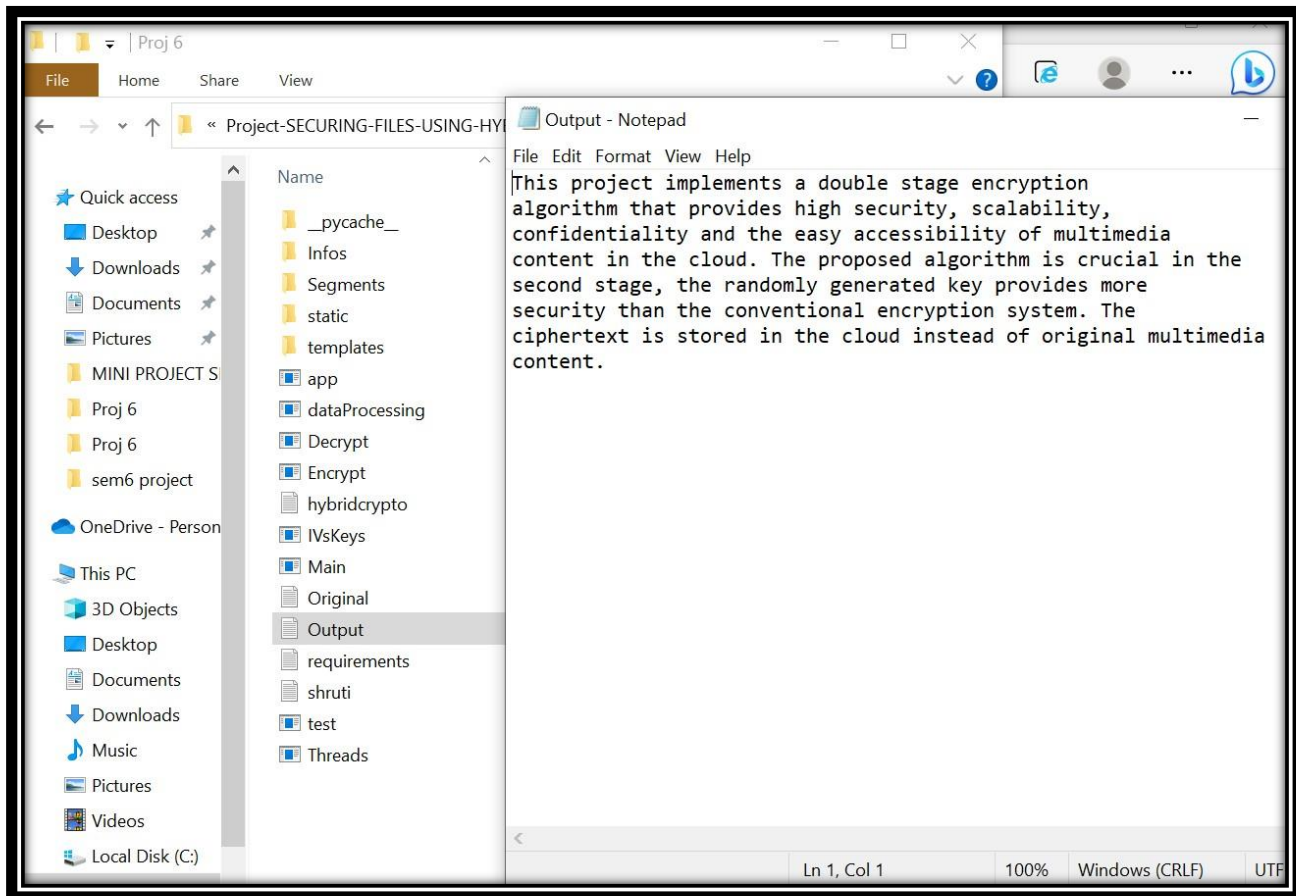 Proj 6
File Home Share View
« Project-SECURING-FILES-USING-HY
Quick access
Desktop
Downloads
Documents
Pictures
MINI PROJECT S
Proj 6
Proj 6
sem6 project
OneDrive - Person
This PC
3D Objects
Desktop
Documents
Downloads
Music
Pictures
Videos
Local Disk (C:)
Name
__pycache__
Infos
Segments
static
templates
app
dataProcessing
Decrypt
Encrypt
hybridcrypto
IVsKeys
Main
Original
Output
requirements
shruti
test
Threads
Output - Notepad
File Edit Format View Help
This project implements a double stage encryption
algorithm that provides high security, scalability,
confidentiality and the easy accessibility of multimedia
content in the cloud. The proposed algorithm is crucial in the
second stage, the randomly generated key provides more
security than the conventional encryption system. The
ciphertext is stored in the cloud instead of original multimedia
content.
Ln 1, Col 1 100% Windows (CRLF) UTF